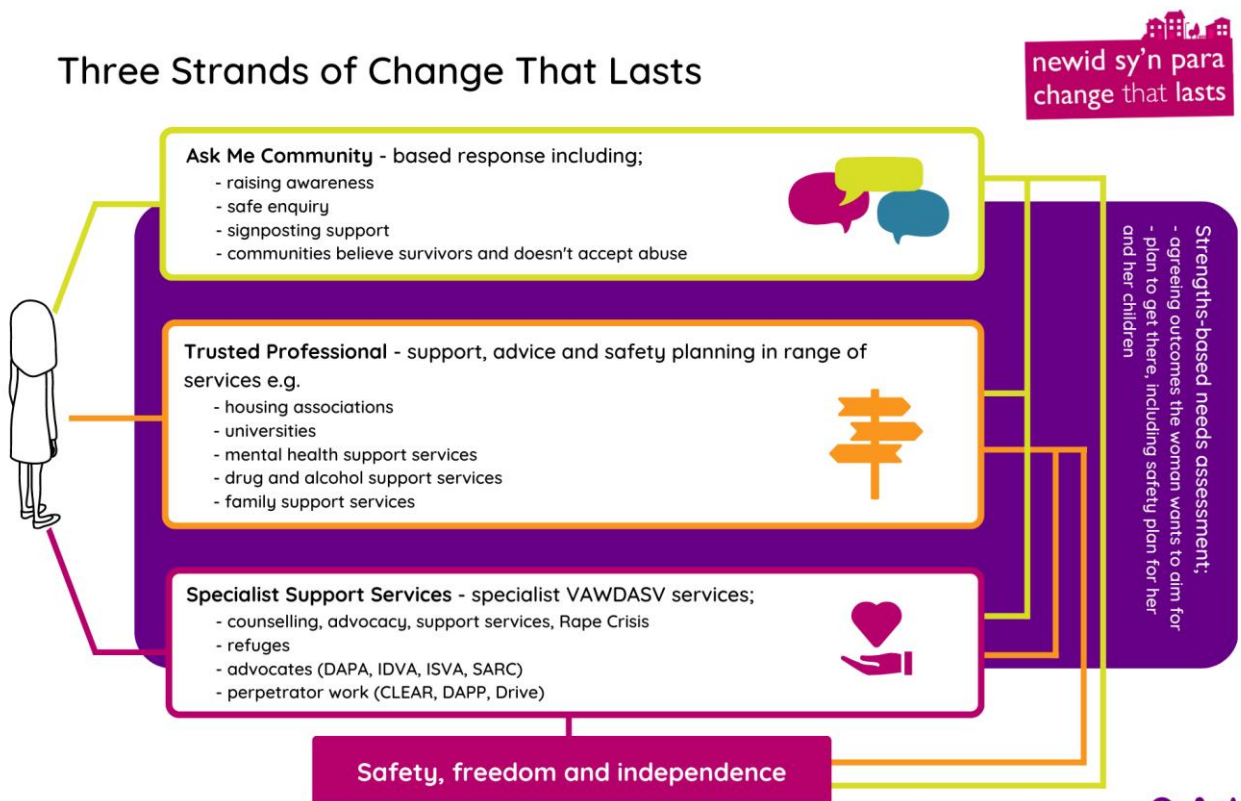 Three Strands of Change That Lasts
newid sy'n para
change that lasts
Ask Me Community - based response including;
- raising awareness
- safe enquiry
- signposting support
- communities believe survivors and doesn't accept abuse
Trusted Professional - support, advice and safety planning in range of
services e.g.
- housing associations
- universities
- mental health support services
- drug and alcohol support services
- family support services
Specialist Support Services - specialist VAWDASV services;
- counselling, advocacy, support services, Rape Crisis
- refuges
- advocates (DAPA, IDVA, ISVA, SARC)
- perpetrator work (CLEAR, DAPP, Drive)
Strengths-based needs assessment;
- agreeing outcomes the woman wants to aim for
- plan to get there, including safety plan for her
and her children
Safety, freedom and independence